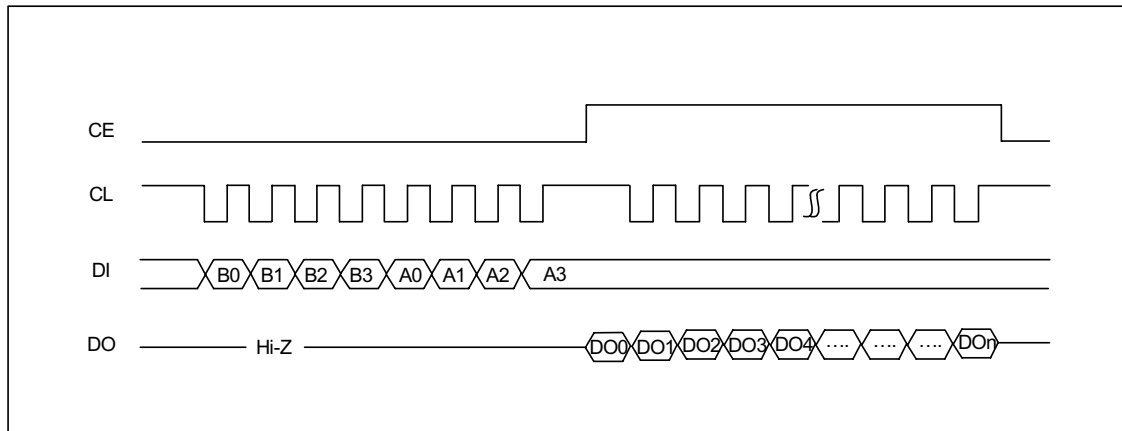 CE
CL
DI B0 B1 B2 B3 A0 A1 A2 A3
DO Hi-Z DO0 DO1 DO2 DO3 DO4 .... .... .... DOn